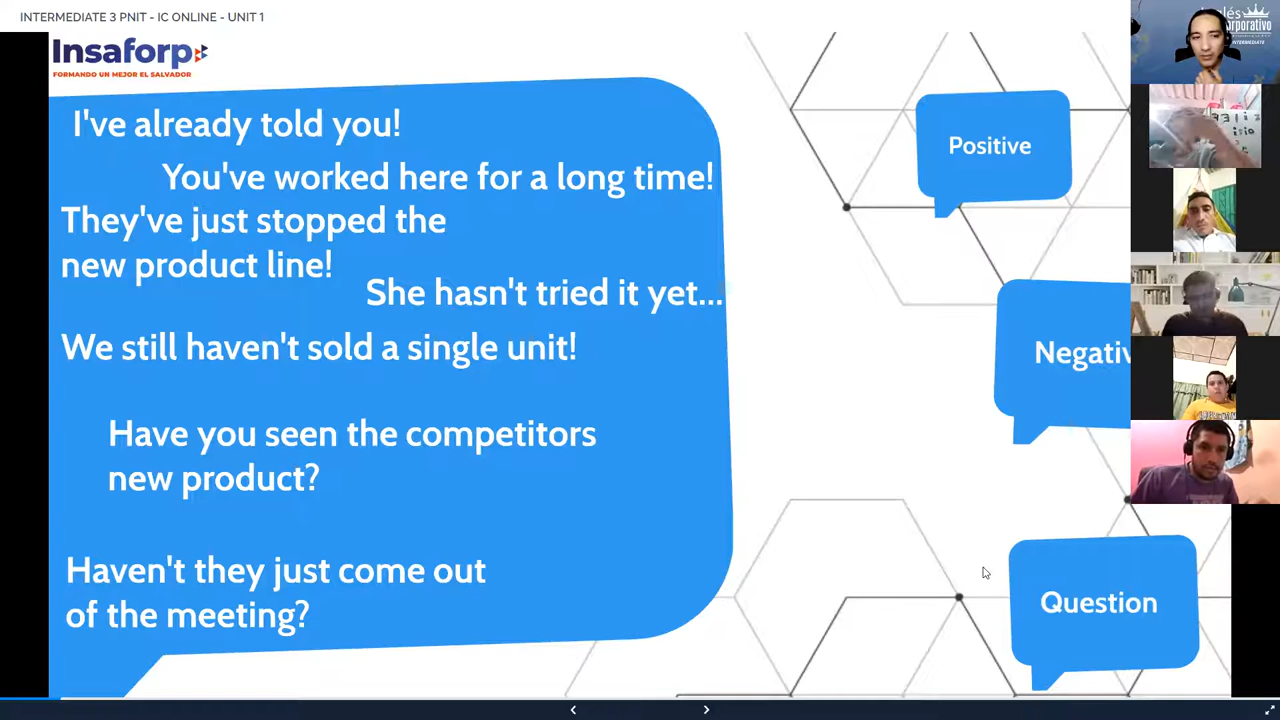 INTERMEDIATE 3 PNIT - IC ONLINE - UNIT 1
Insaforp
FORMANDO UN MEJOR EL SALVADOR
I've already told you!
You've worked here for a long time!
They've just stopped the
new product line!
She hasn't tried it yet...
We still haven't sold a single unit!
Have you seen the competitors
new product?
Haven't they just come out
of the meeting?
Positive
Negativ
Question
INTERMEDIATE